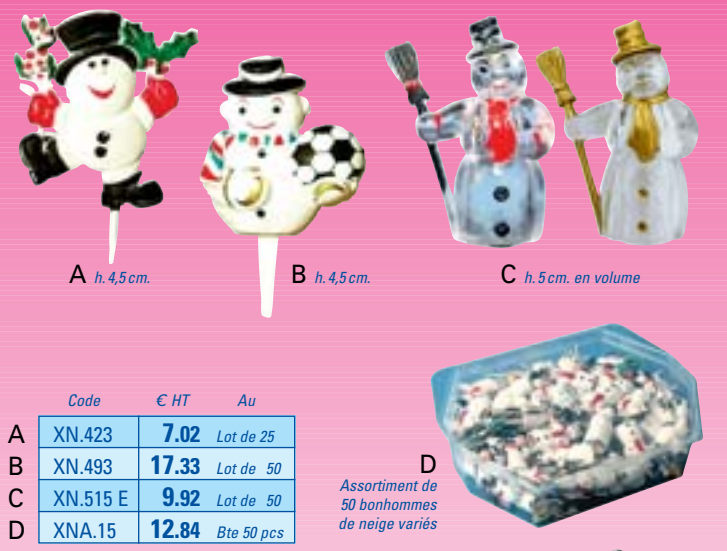 A h. 4,5 cm.
B h. 4,5 cm.
C h. 5 cm. en volume
Code € HT Au
A XN.423 7.02 Lot de 25
B XN.493 17.33 Lot de 50
C XN.515 E 9.92 Lot de 50
D XNA.15 12.84 Bte 50 pcs
D
Assortiment de
50 bonhommes
de neige variés